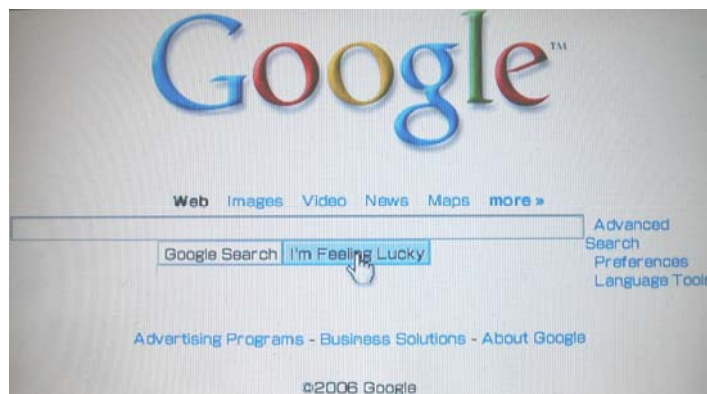 Google™
Web Images Video News Maps more »
Advanced
Search
Google Search I'm Feeling Lucky
Preferences
Language Tools
Advertising Programs - Business Solutions - About Google
©2006 Google